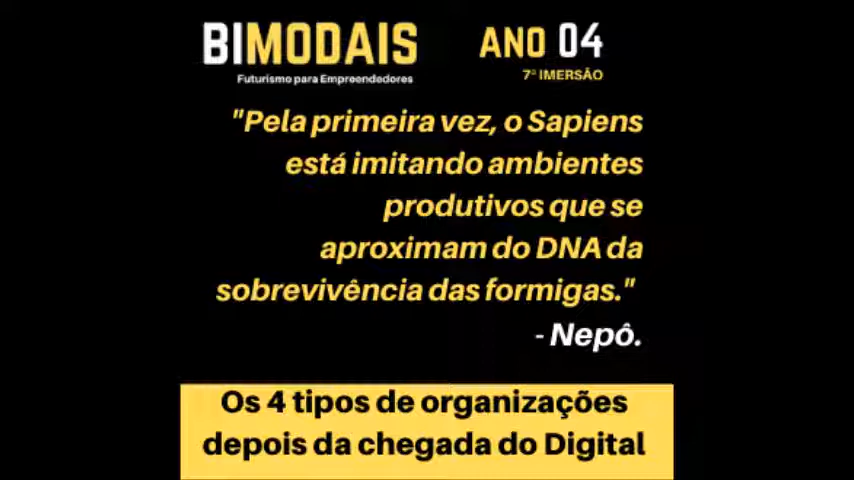 BIMODAIS
Futurismo para Empreendedores
ANO 04
7ª IMERSÃO
"Pela primeira vez, o Sapiens
está imitando ambientes
produtivos que se
aproximam do DNA da
sobrevivência das formigas."
- Nepô.
Os 4 tipos de organizações
depois da chegada do Digital